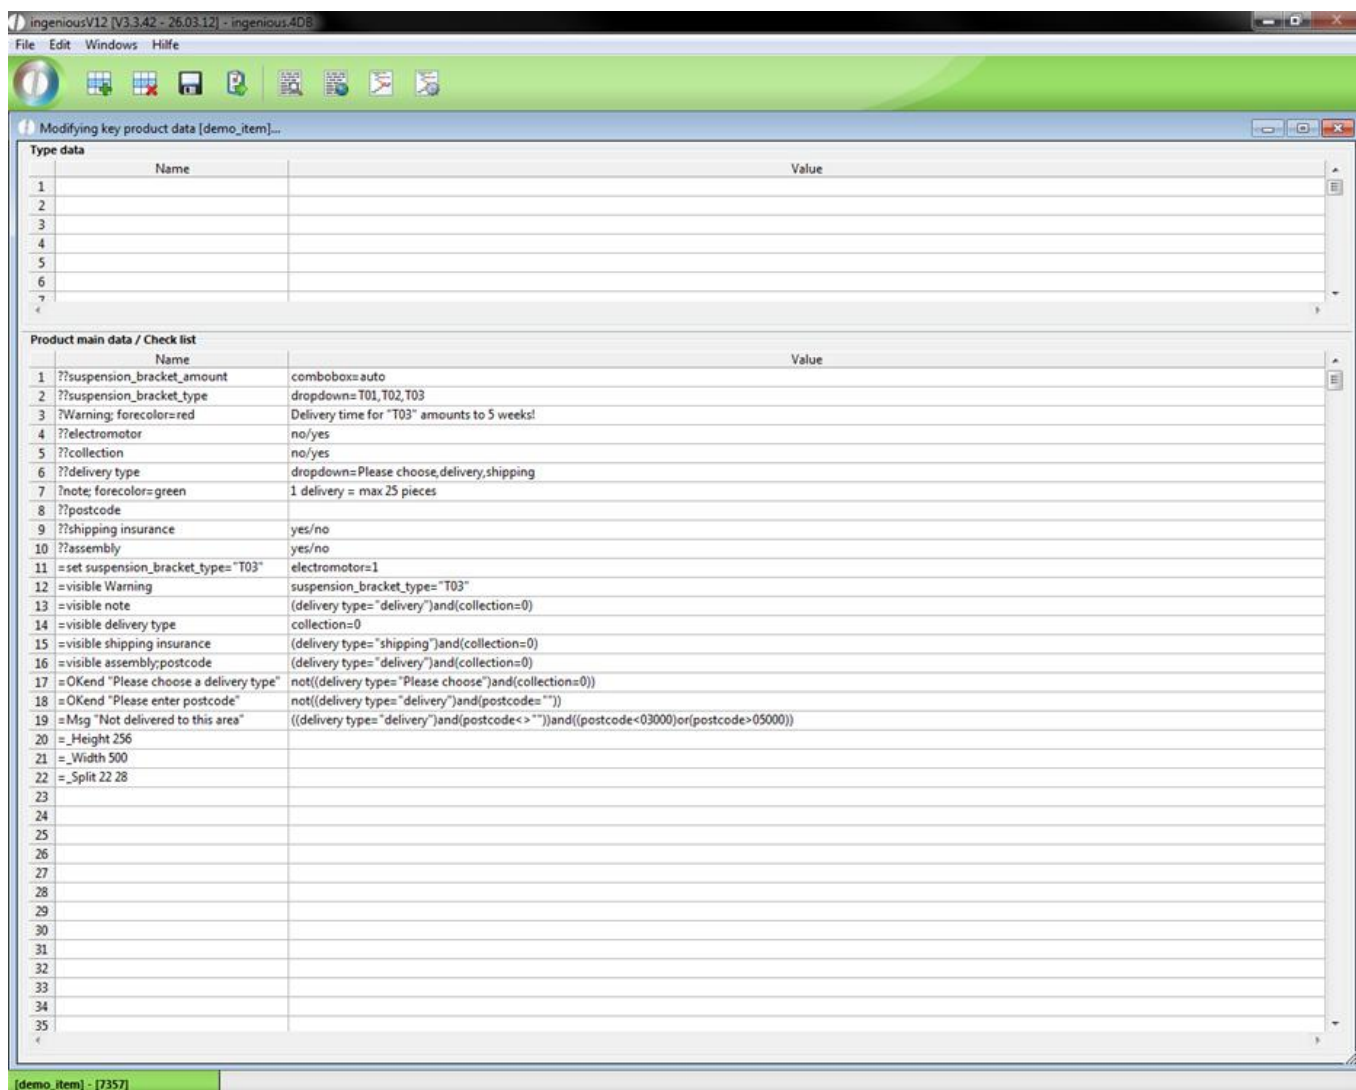 ingeniousV12 [V3.3.42 - 26.03.12] - ingenious.4DB
File Edit Windows Hilfe
Modifying key product data [demo_item]...
Type data
Name Value
1
2
3
4
5
6
7
Product main data / Check list
Name Value
1 ??suspension_bracket_amount combobox=auto
2 ??suspension_bracket_type dropdown=T01,T02,T03
3 ?Warning; forecolor=red Delivery time for "T03" amounts to 5 weeks!
4 ??electromotor no/yes
5 ??collection no/yes
6 ??delivery type dropdown=Please choose,delivery,shipping
7 ?note; forecolor=green 1 delivery = max 25 pieces
8 ??postcode
9 ??shipping insurance yes/no
10 ??assembly yes/no
11 =set suspension_bracket_type="T03" electromotor=1
12 =visible Warning suspension_bracket_type="T03"
13 =visible note (delivery type="delivery")and(collection=0)
14 =visible delivery type collection=0
15 =visible shipping insurance (delivery type="shipping")and(collection=0)
16 =visible assembly;postcode (delivery type="delivery")and(collection=0)
17 =OKend "Please choose a delivery type" not((delivery type="Please choose")and(collection=0))
18 =OKend "Please enter postcode" not((delivery type="delivery")and(postcode=""))
19 =Msg "Not delivered to this area" ((delivery type="delivery")and(postcode<>""))and((postcode<03000)or(postcode>05000))
20 =_Height 256
21 =_Width 500
22 =_Split 22 28
23
24
25
26
27
28
29
30
31
32
33
34
35
[demo_item] - [7357]